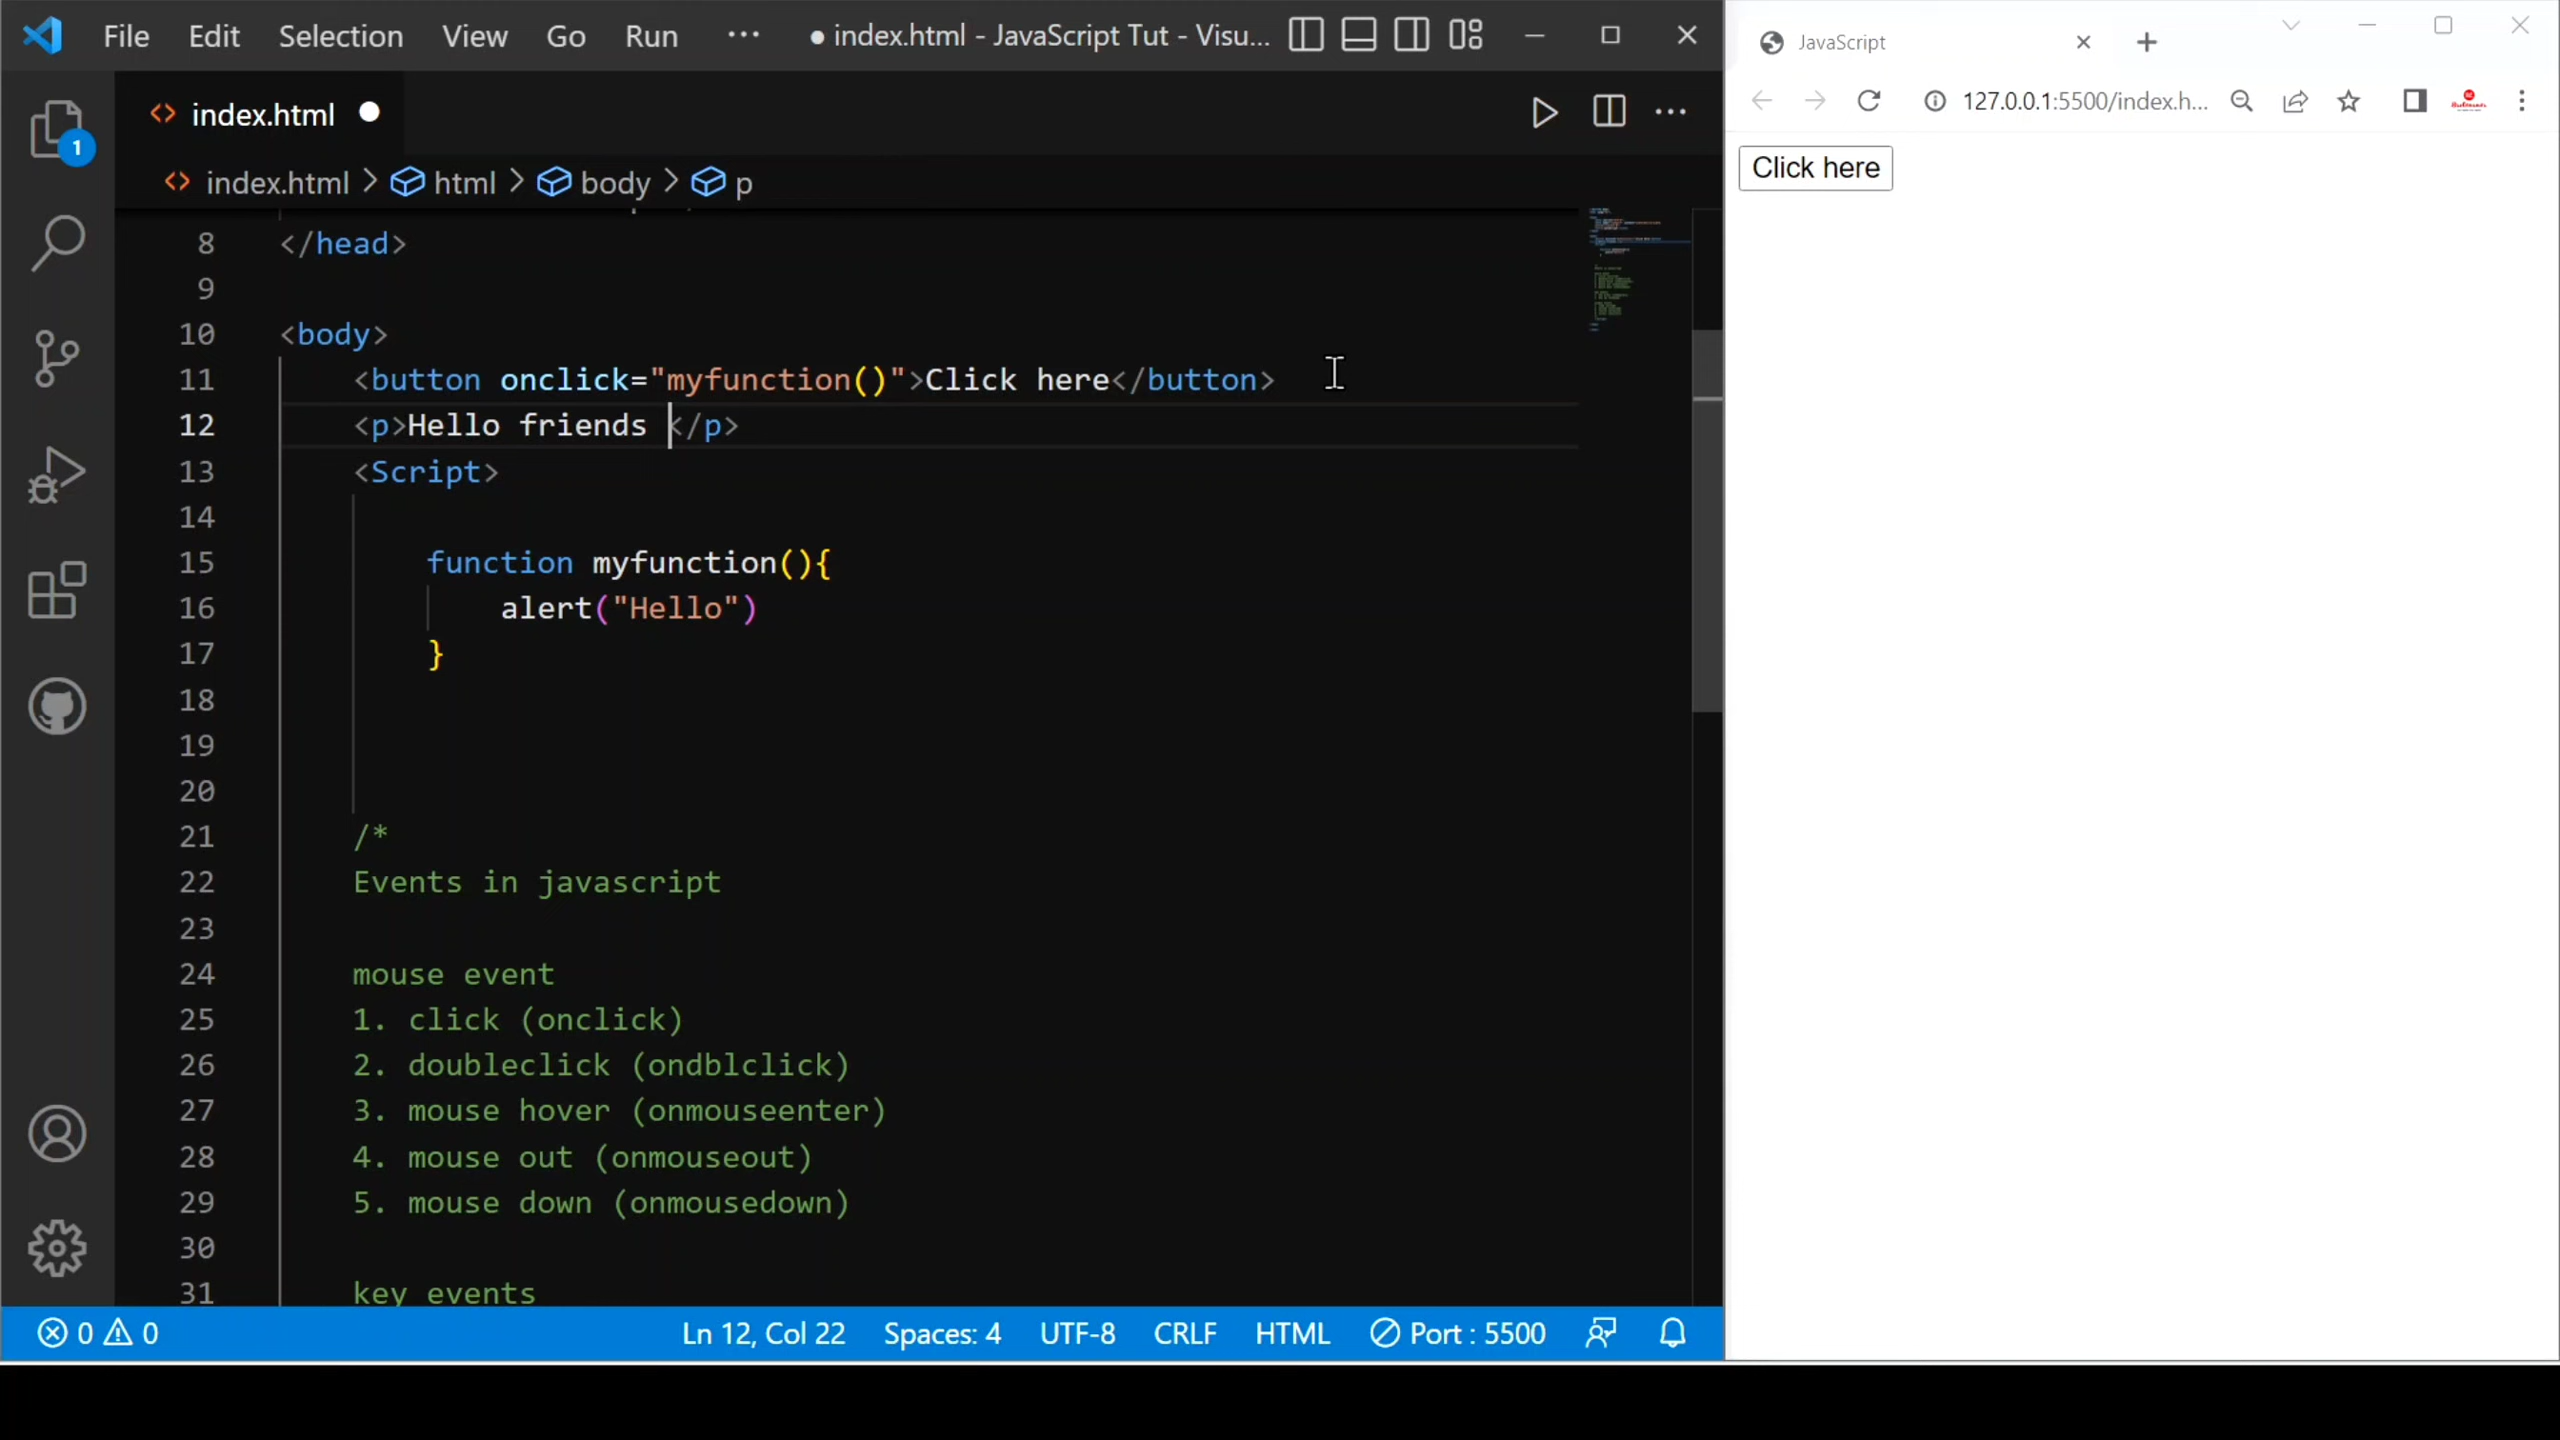 File Edit Selection View Go Run ··· ● index.html - JavaScript Tut - Visu...
JavaScript
index.html
127.0.0.1:5500/index.h...
index.html > html > body > p
Click here
8 </head>
9
10 <body>
11 <button onclick="myfunction()">Click here</button>
12 <p>Hello friends </p>
13 <Script>
14
15 function myfunction(){
16 alert("Hello")
17 }
18
19
20
21 /*
22 Events in javascript
23
24 mouse event
25 1. click (onclick)
26 2. doubleclick (ondblclick)
27 3. mouse hover (onmouseenter)
28 4. mouse out (onmouseout)
29 5. mouse down (onmousedown)
30
31 key events
1
0 0 Ln 12, Col 22 Spaces: 4 UTF-8 CRLF HTML Port : 5500